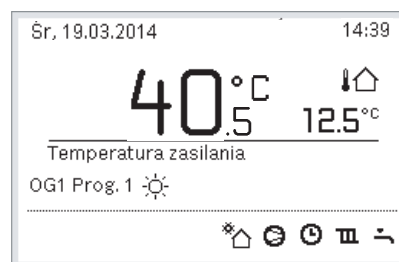 Śr, 19.03.2014 14:39
40.5°C
12.5°C
Temperatura zasilania
OG1 Prog. 1